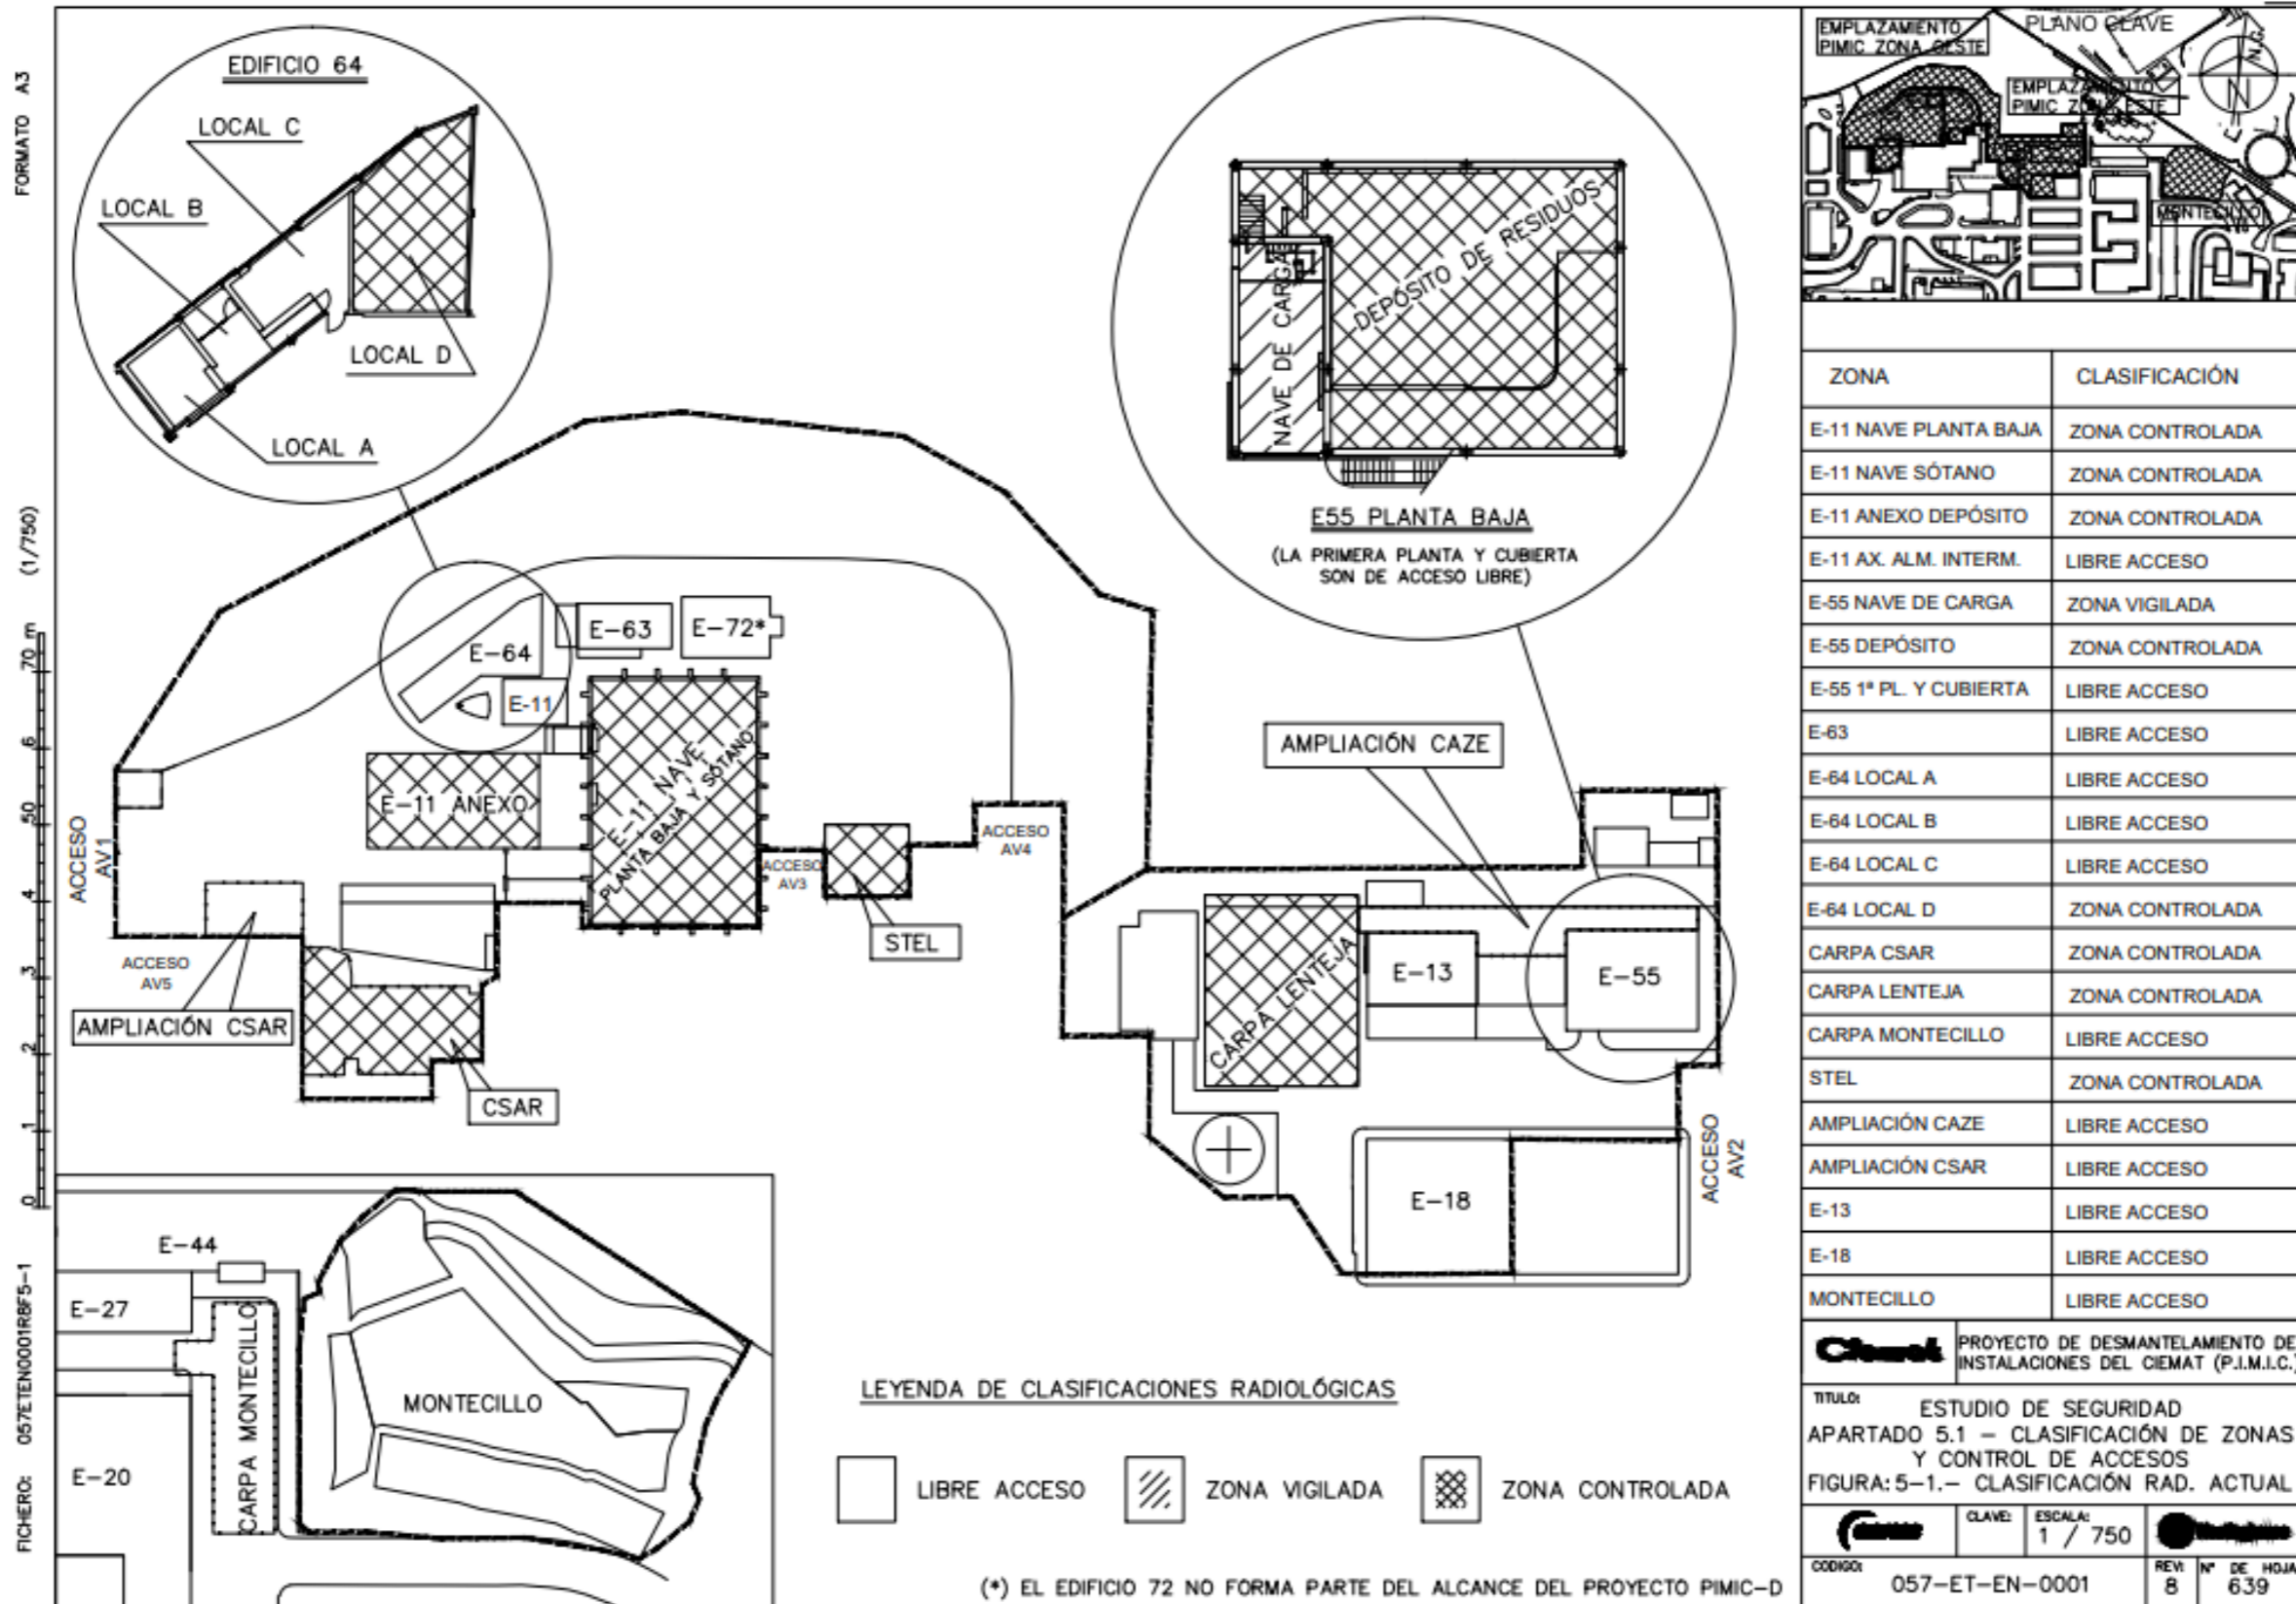 FORMATO A3
(1/750)
FICHERO: 057ETEN0001R8F5-1
0 1 2 3 4 50 6 70 m
EDIFICIO 64
LOCAL C
LOCAL B
LOCAL D
LOCAL A
NAVE DE CARGA
DEPÓSITO DE RESIDUOS
E55 PLANTA BAJA
(LA PRIMERA PLANTA Y CUBIERTA
SON DE ACCESO LIBRE)
E-64
E-63
E-72*
E-11
E-11 ANEXO
E-11 NAVE
PLANTA BAJA Y SÓTANO
ACCESO
AV1
ACCESO
AV3
ACCESO
AV4
STEL
ACCESO
AV5
AMPLIACIÓN CSAR
CSAR
AMPLIACIÓN CAZE
CARPA LENTEJA
E-13
E-55
E-18
ACCESO
AV2
E-44
E-27
E-20
CARPA MONTECILLO
MONTECILLO
LEYENDA DE CLASIFICACIONES RADIOLÓGICAS
LIBRE ACCESO
ZONA VIGILADA
ZONA CONTROLADA
(*) EL EDIFICIO 72 NO FORMA PARTE DEL ALCANCE DEL PROYECTO PIMIC-D
EMPLAZAMIENTO
PIMIC ZONA OESTE
PLANO CLAVE
N.G.
N
EMPLAZAMIENTO
PIMIC ZONA ESTE
MONTECILLO
ZONA CLASIFICACIÓN
E-11 NAVE PLANTA BAJA ZONA CONTROLADA
E-11 NAVE SÓTANO ZONA CONTROLADA
E-11 ANEXO DEPÓSITO ZONA CONTROLADA
E-11 AX. ALM. INTERM. LIBRE ACCESO
E-55 NAVE DE CARGA ZONA VIGILADA
E-55 DEPÓSITO ZONA CONTROLADA
E-55 1ª PL. Y CUBIERTA LIBRE ACCESO
E-63 LIBRE ACCESO
E-64 LOCAL A LIBRE ACCESO
E-64 LOCAL B LIBRE ACCESO
E-64 LOCAL C LIBRE ACCESO
E-64 LOCAL D ZONA CONTROLADA
CARPA CSAR ZONA CONTROLADA
CARPA LENTEJA ZONA CONTROLADA
CARPA MONTECILLO LIBRE ACCESO
STEL ZONA CONTROLADA
AMPLIACIÓN CAZE LIBRE ACCESO
AMPLIACIÓN CSAR LIBRE ACCESO
E-13 LIBRE ACCESO
E-18 LIBRE ACCESO
MONTECILLO LIBRE ACCESO
Ciemat
PROYECTO DE DESMANTELAMIENTO DE
INSTALACIONES DEL CIEMAT (P.I.M.I.C.)
TITULO:
ESTUDIO DE SEGURIDAD
APARTADO 5.1 – CLASIFICACIÓN DE ZONAS
Y CONTROL DE ACCESOS
FIGURA: 5-1.- CLASIFICACIÓN RAD. ACTUAL
CLAVE:
ESCALA:
1 / 750
CODIGO:
057-ET-EN-0001
REV:
8
Nº DE HOJA
639